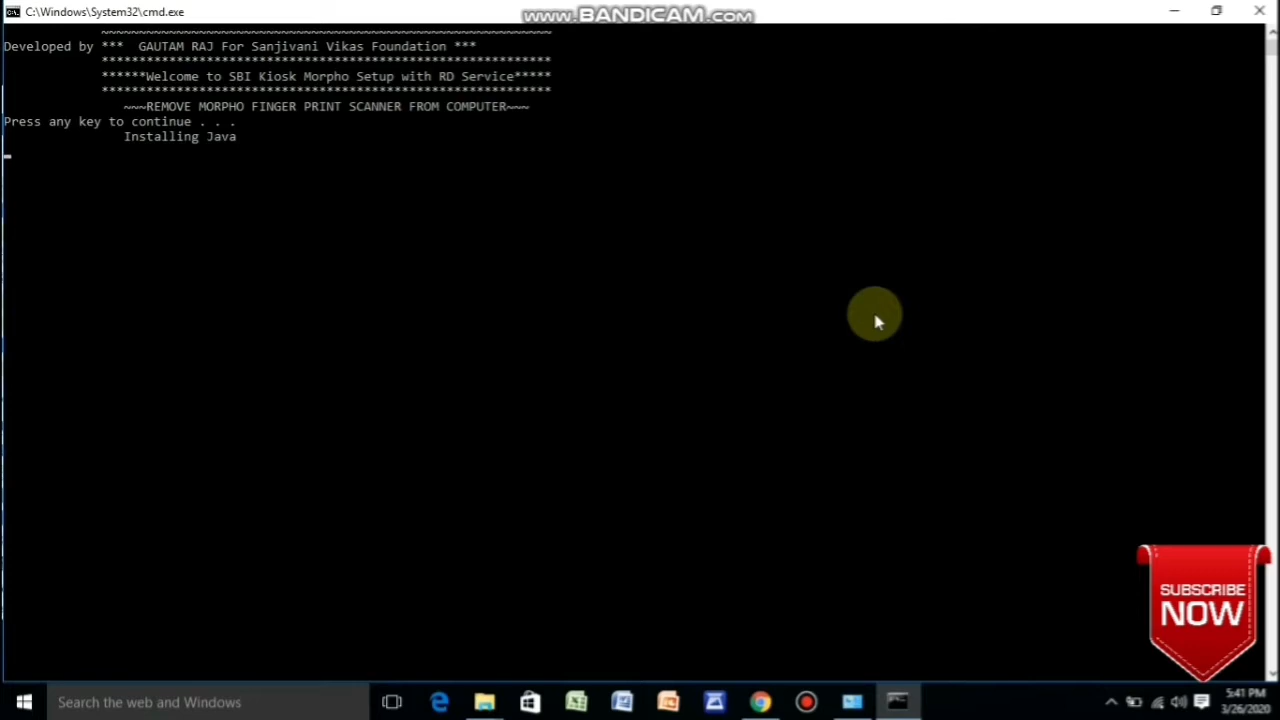 C:\Windows\System32\cmd.exe
www.BANDICAM.com
~~~~~~~~~~~~~~~~~~~~~~~~~~~~~~~~~~~~~~~~~~~~~~~~~~~~~~~~~~~~
Developed by ***  GAUTAM RAJ For Sanjivani Vikas Foundation ***
************************************************************
******Welcome to SBI Kiosk Morpho Setup with RD Service*****
************************************************************
~~~REMOVE MORPHO FINGER PRINT SCANNER FROM COMPUTER~~~
Press any key to continue . . .
Installing Java
SUBSCRIBE
NOW
Search the web and Windows
5:41 PM
3/26/2020